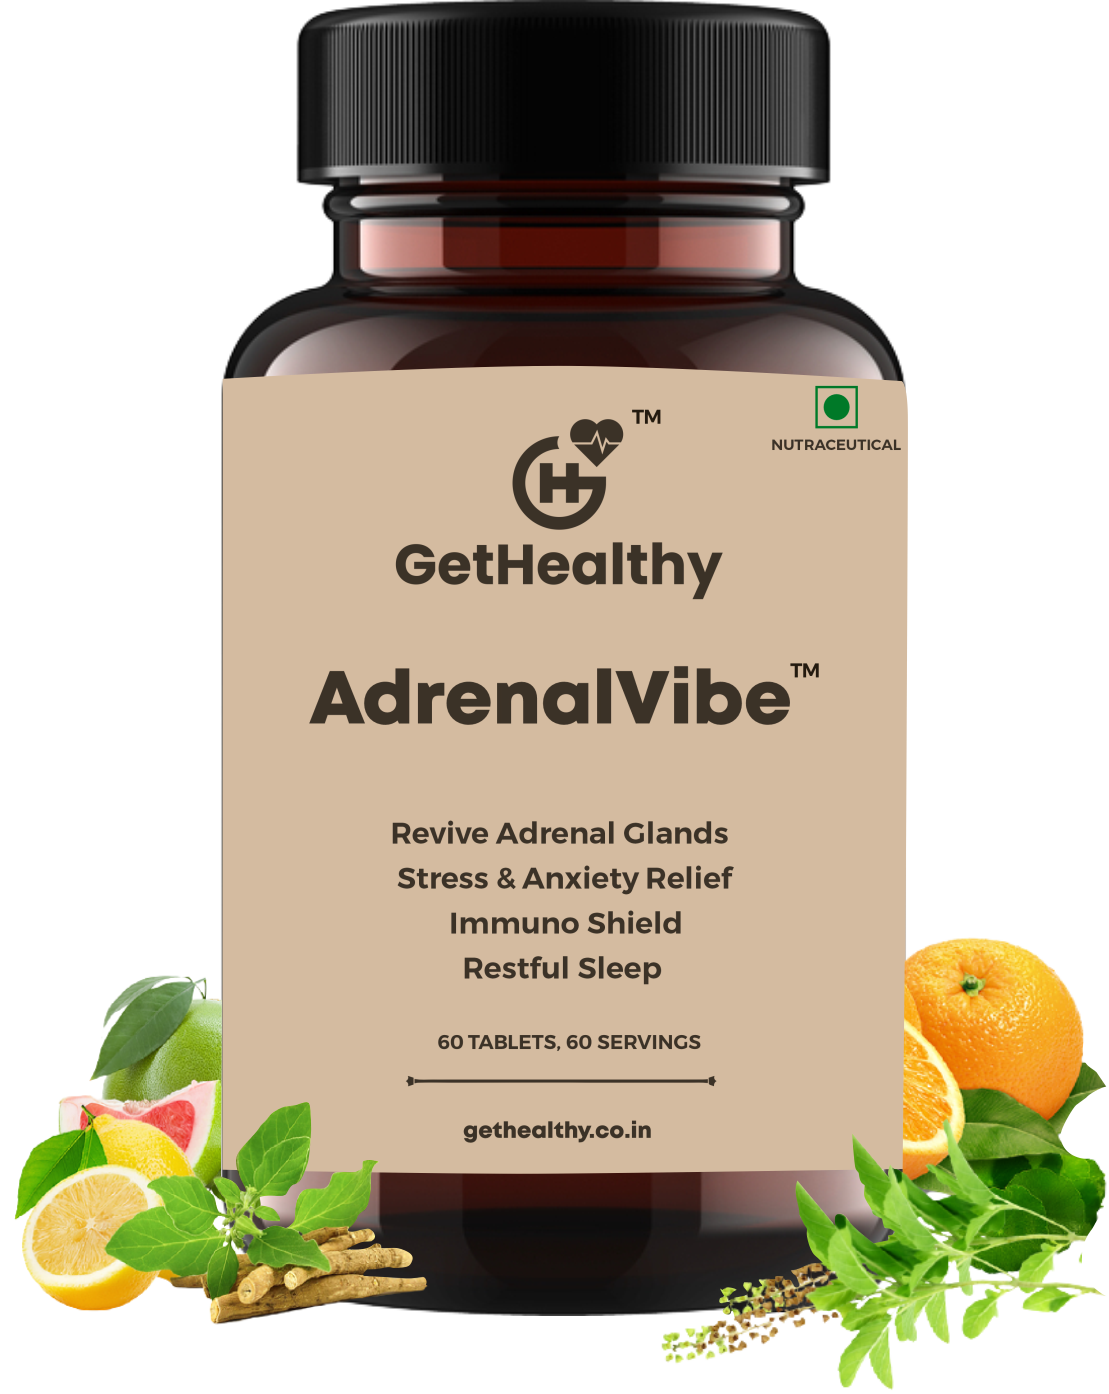 TM
NUTRACEUTICAL
GH
GetHealthy
AdrenalVibe™
Revive Adrenal Glands
Stress & Anxiety Relief
Immuno Shield
Restful Sleep
60 TABLETS, 60 SERVINGS
gethealthy.co.in